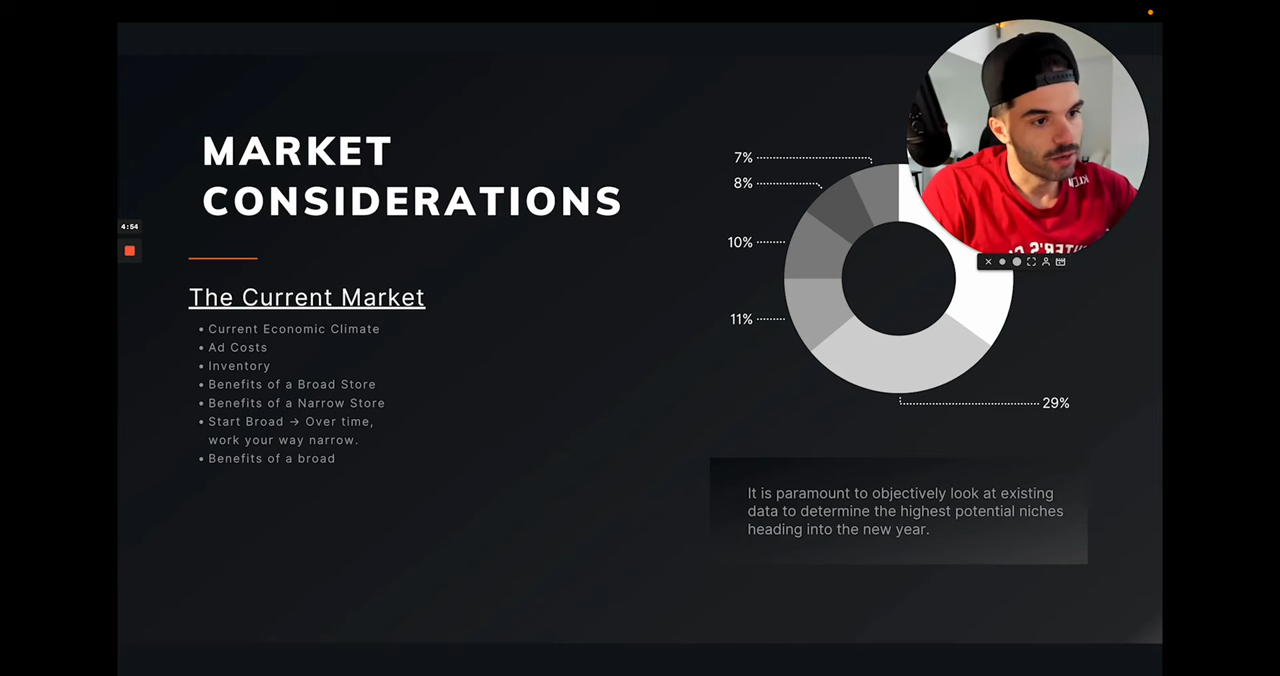 MARKET
CONSIDERATIONS
4:54
The Current Market
Current Economic Climate
Ad Costs
Inventory
Benefits of a Broad Store
Benefits of a Narrow Store
Start Broad → Over time,
work your way narrow.
Benefits of a broad
7%
8%
10%
11%
29%
It is paramount to objectively look at existing
data to determine the highest potential niches
heading into the new year.